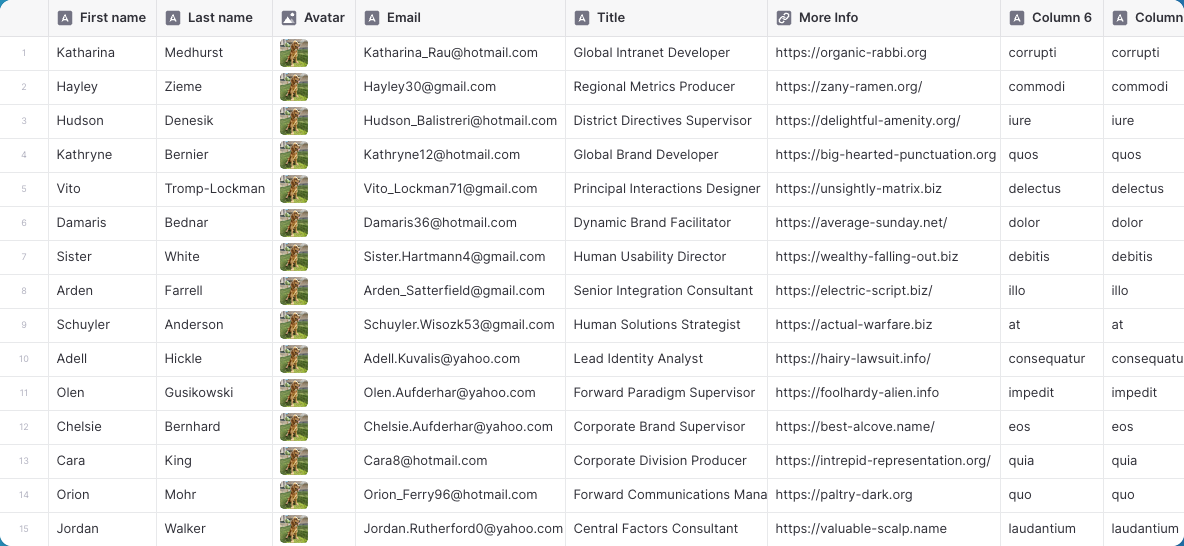 First name Last name Avatar Email Title More Info Column 6 Column
1 Katharina Medhurst Katharina_Rau@hotmail.com Global Intranet Developer https://organic-rabbi.org corrupti corrupti
2 Hayley Zieme Hayley30@gmail.com Regional Metrics Producer https://zany-ramen.org/ commodi commodi
3 Hudson Denesik Hudson_Balistreri@hotmail.com District Directives Supervisor https://delightful-amenity.org/ iure iure
4 Kathryne Bernier Kathryne12@hotmail.com Global Brand Developer https://big-hearted-punctuation.org quos quos
5 Vito Tromp-Lockman Vito_Lockman71@gmail.com Principal Interactions Designer https://unsightly-matrix.biz delectus delectus
6 Damaris Bednar Damaris36@hotmail.com Dynamic Brand Facilitator https://average-sunday.net/ dolor dolor
7 Sister White Sister.Hartmann4@gmail.com Human Usability Director https://wealthy-falling-out.biz debitis debitis
8 Arden Farrell Arden_Satterfield@gmail.com Senior Integration Consultant https://electric-script.biz/ illo illo
9 Schuyler Anderson Schuyler.Wisozk53@gmail.com Human Solutions Strategist https://actual-warfare.biz at at
10 Adell Hickle Adell.Kuvalis@yahoo.com Lead Identity Analyst https://hairy-lawsuit.info/ consequatur consequatu
11 Olen Gusikowski Olen.Aufderhar@yahoo.com Forward Paradigm Supervisor https://foolhardy-alien.info impedit impedit
12 Chelsie Bernhard Chelsie.Aufderhar@yahoo.com Corporate Brand Supervisor https://best-alcove.name/ eos eos
13 Cara King Cara8@hotmail.com Corporate Division Producer https://intrepid-representation.org/ quia quia
14 Orion Mohr Orion_Ferry96@hotmail.com Forward Communications Mana https://paltry-dark.org quo quo
15 Jordan Walker Jordan.Rutherford0@yahoo.com Central Factors Consultant https://valuable-scalp.name laudantium laudantium